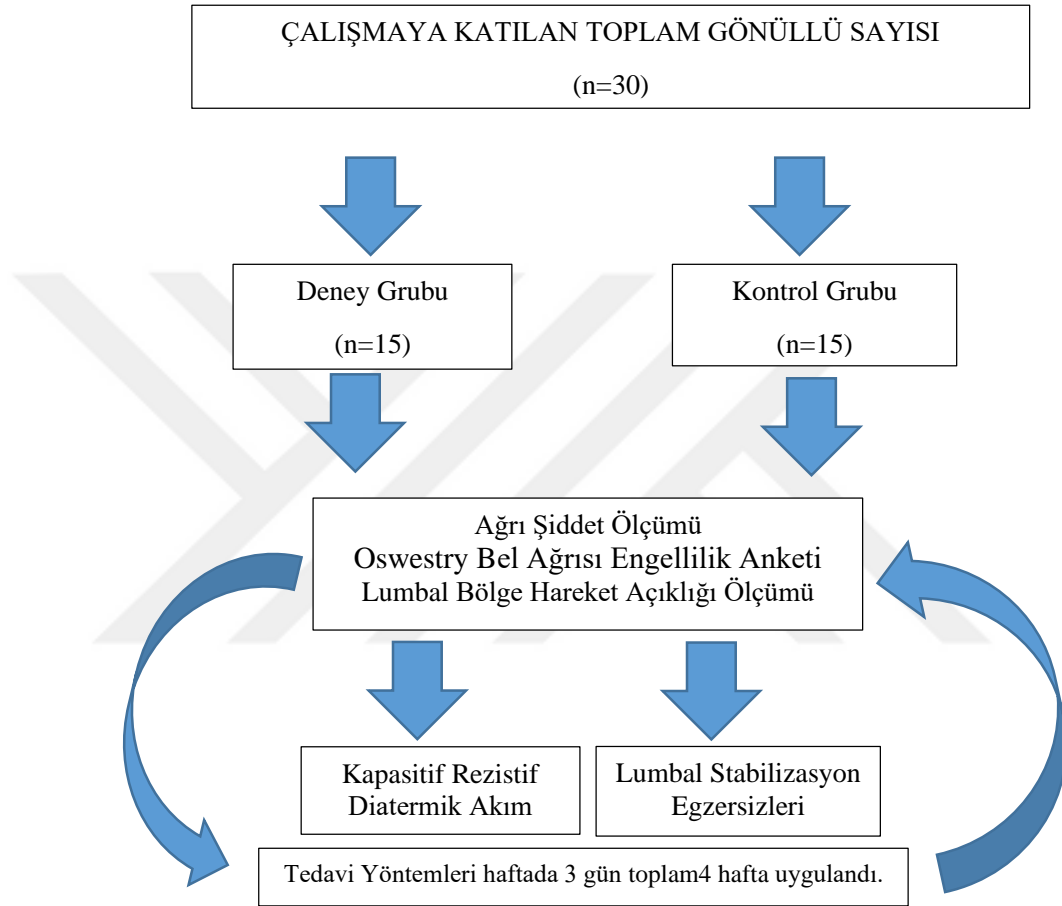 ÇALIŞMAYA KATILAN TOPLAM GÖNÜLLÜ SAYISI
(n=30)
Deney Grubu
(n=15)
Kontrol Grubu
(n=15)
Ağrı Şiddet Ölçümü
Oswestry Bel Ağrısı Engellilik Anketi
Lumbal Bölge Hareket Açıklığı Ölçümü
Kapasitif Rezistif
Diatermik Akım
Lumbal Stabilizasyon
Egzersizleri
Tedavi Yöntemleri haftada 3 gün toplam4 hafta uygulandı.